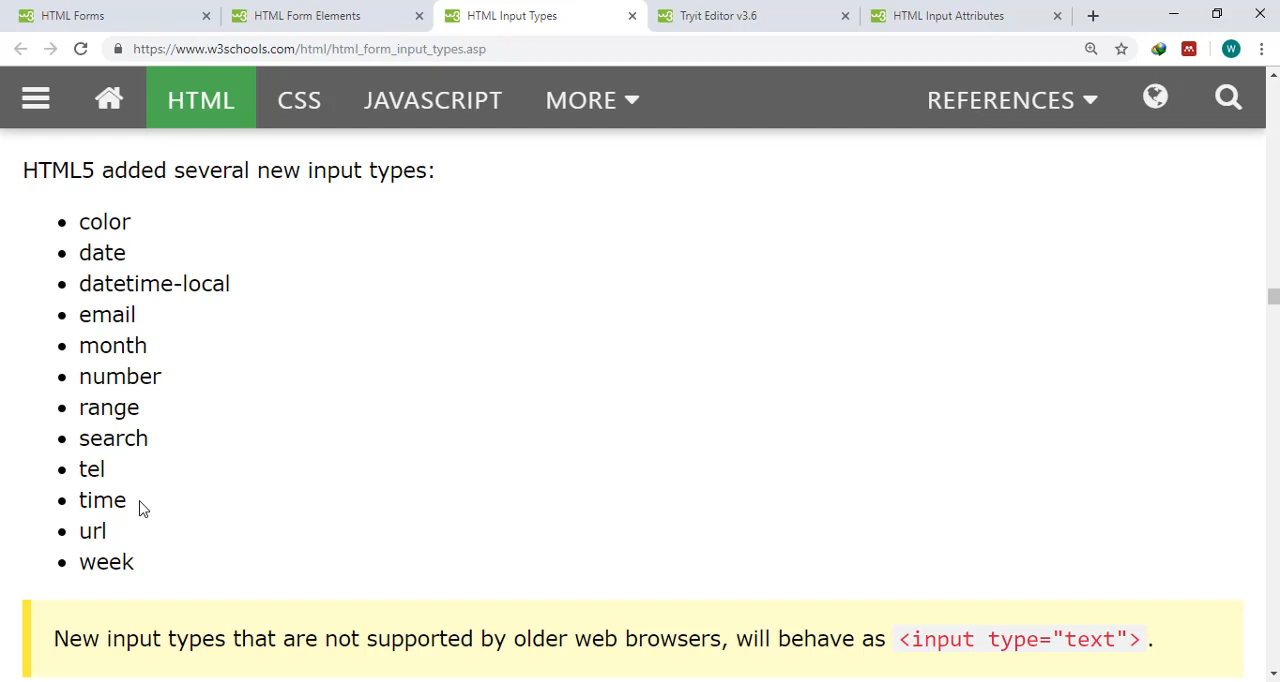 HTML Forms
HTML Form Elements
HTML Input Types
Tryit Editor v3.6
HTML Input Attributes
https://www.w3schools.com/html/html_form_input_types.asp
W
HTML CSS JAVASCRIPT MORE REFERENCES
HTML5 added several new input types:
• color
• date
• datetime-local
• email
• month
• number
• range
• search
• tel
• time
• url
• week
New input types that are not supported by older web browsers, will behave as <input type="text">.